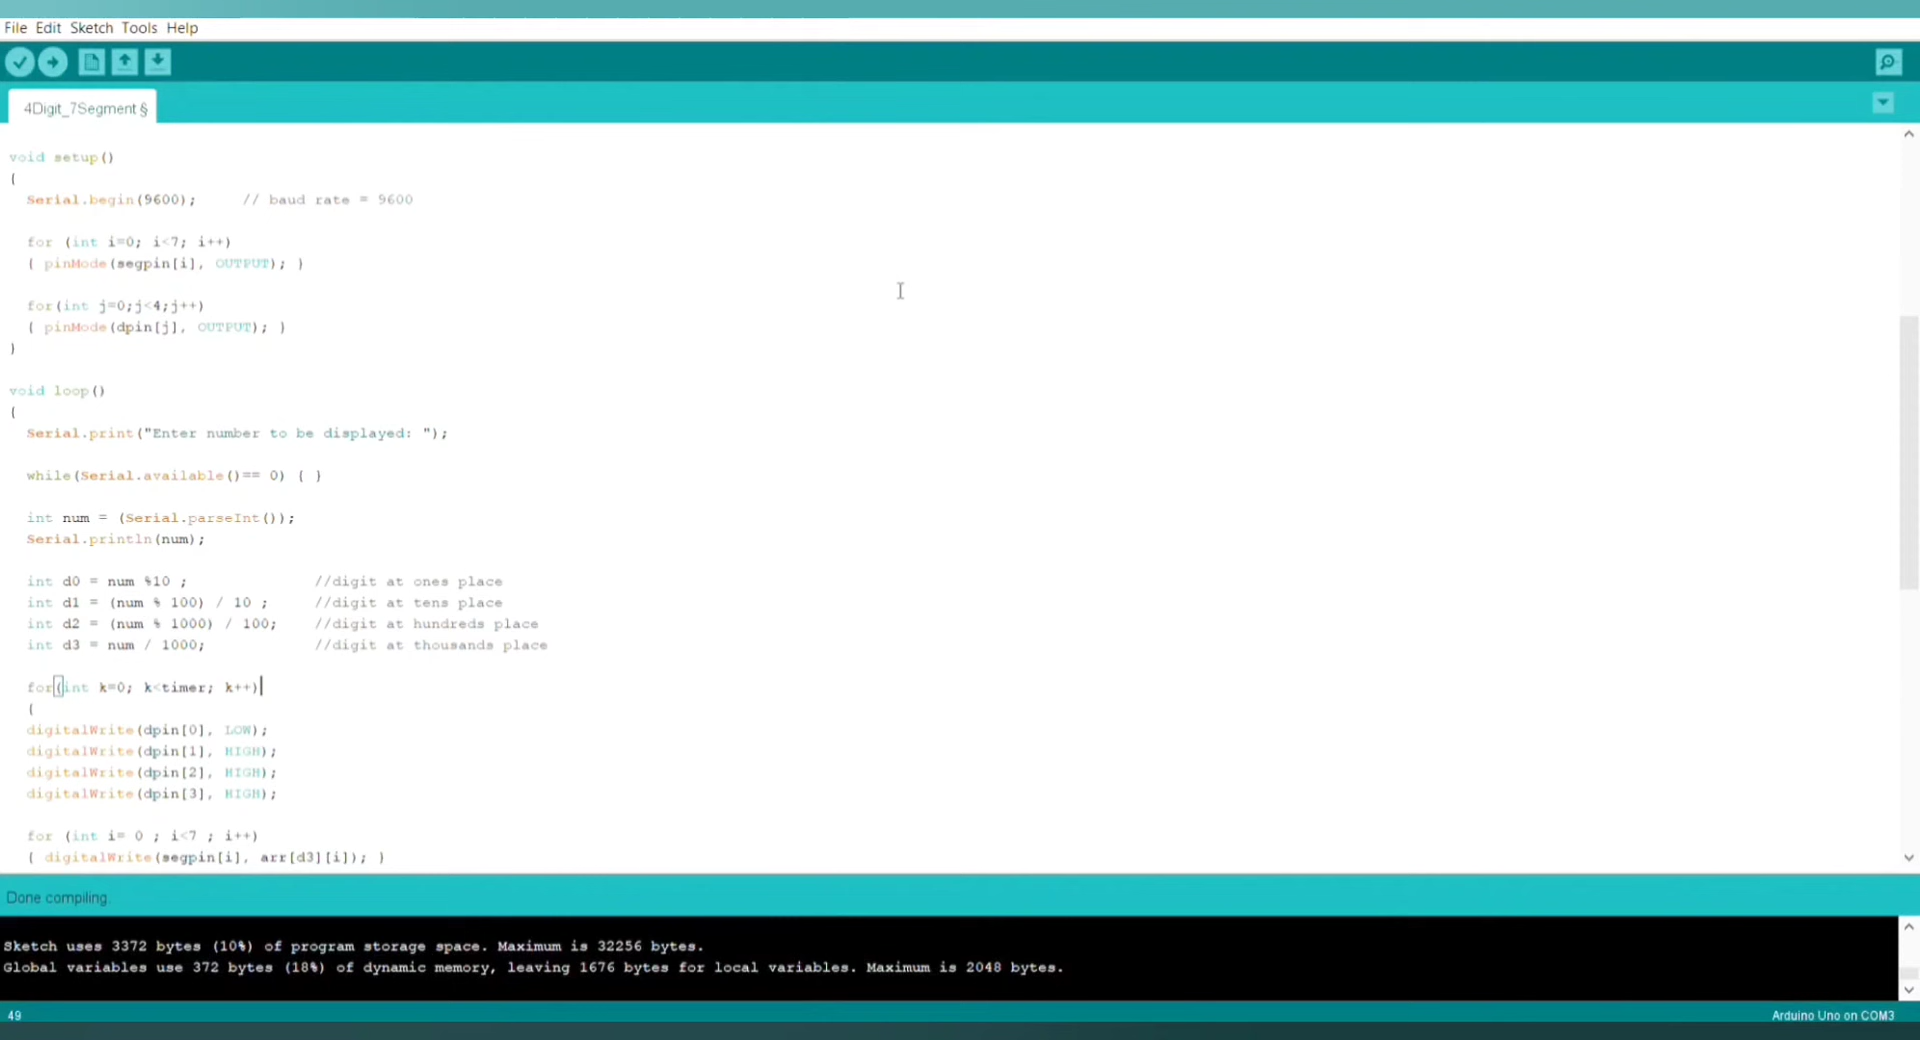 File Edit Sketch Tools Help
4Digit_7Segment §
void setup()
{
Serial.begin(9600); // baud rate = 9600
for (int i=0; i<7; i++)
{ pinMode(segpin[i], OUTPUT); }
for(int j=0;j<4;j++)
{ pinMode(dpin[j], OUTPUT); }
}
void loop()
{
Serial.print("Enter number to be displayed: ");
while(Serial.available()== 0) { }
int num = (Serial.parseInt());
Serial.println(num);
int d0 = num %10 ; //digit at ones place
int d1 = (num % 100) / 10 ; //digit at tens place
int d2 = (num % 1000) / 100; //digit at hundreds place
int d3 = num / 1000; //digit at thousands place
for(int k=0; k<timer; k++)
{
digitalWrite(dpin[0], LOW);
digitalWrite(dpin[1], HIGH);
digitalWrite(dpin[2], HIGH);
digitalWrite(dpin[3], HIGH);
for (int i= 0 ; i<7 ; i++)
{ digitalWrite(segpin[i], arr[d3][i]); }
Done compiling.
Sketch uses 3372 bytes (10%) of program storage space. Maximum is 32256 bytes.
Global variables use 372 bytes (18%) of dynamic memory, leaving 1676 bytes for local variables. Maximum is 2048 bytes.
49
Arduino Uno on COM3